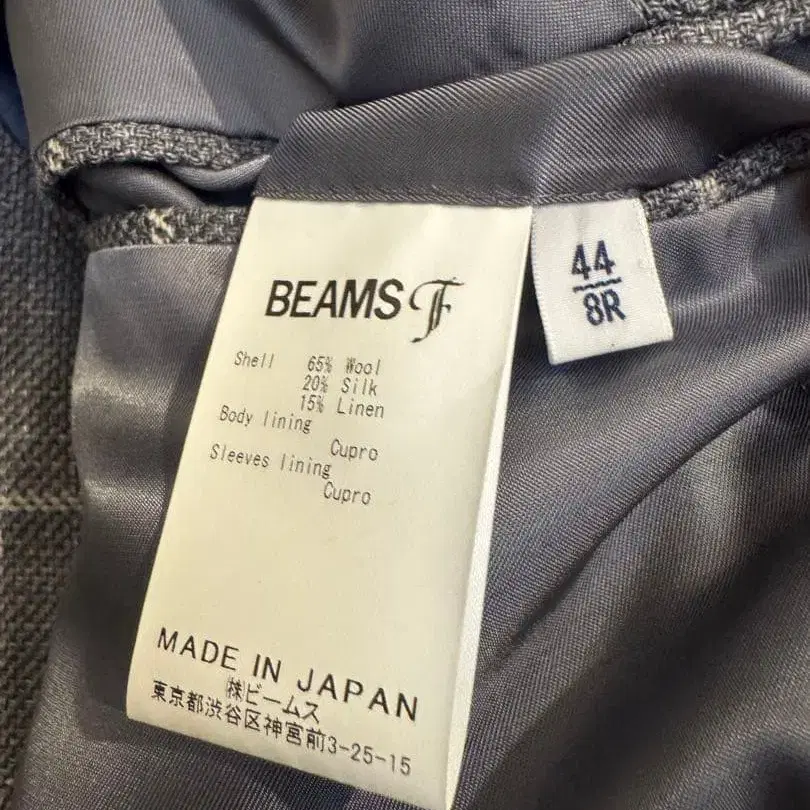 BEAMS F
Shell 65% Wool
20% Silk
15% Linen
Body lining
Cupro
Sleeves lining
Cupro
MADE IN JAPAN
㈱ビームス
東京都渋谷区神宮前3-25-15
44
8R